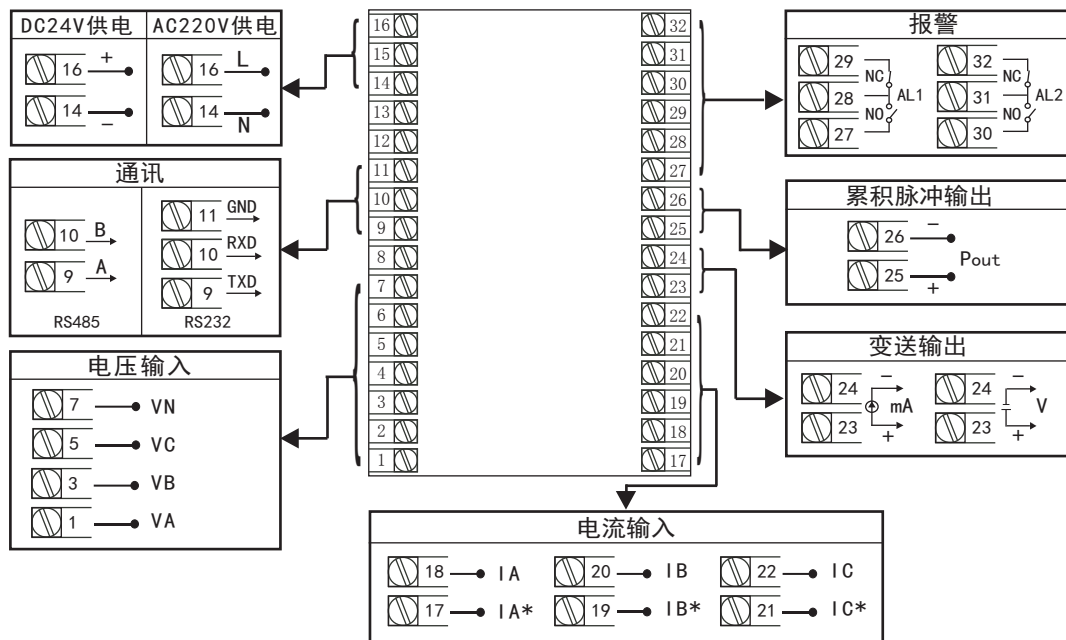 DC24V供电
16 +
14 −
AC220V供电
16 L
14 N
通讯
10 B
9 A
RS485
11 GND
10 RXD
9 TXD
RS232
电压输入
7 VN
5 VC
3 VB
1 VA
16
15
14
13
12
11
10
9
8
7
6
5
4
3
2
1
32
31
30
29
28
27
26
25
24
23
22
21
20
19
18
17
报警
29
NC
28 AL1
NO
27
32
NC
31 AL2
NO
30
累积脉冲输出
26 −
Pout
25 +
变送输出
24 −
mA
23 +
24 −
V
23 +
电流输入
18 IA
20 IB
22 IC
17 IA*
19 IB*
21 IC*